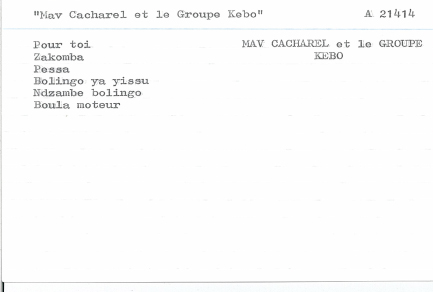 "Mav Cacharel et le Groupe Kebo" A 21414
Pour toi MAV CACHAREL et le GROUPE
Zakomba KEBO
Pessa
Bolingo ya yissu
Ndzambe bolingo
Boula moteur